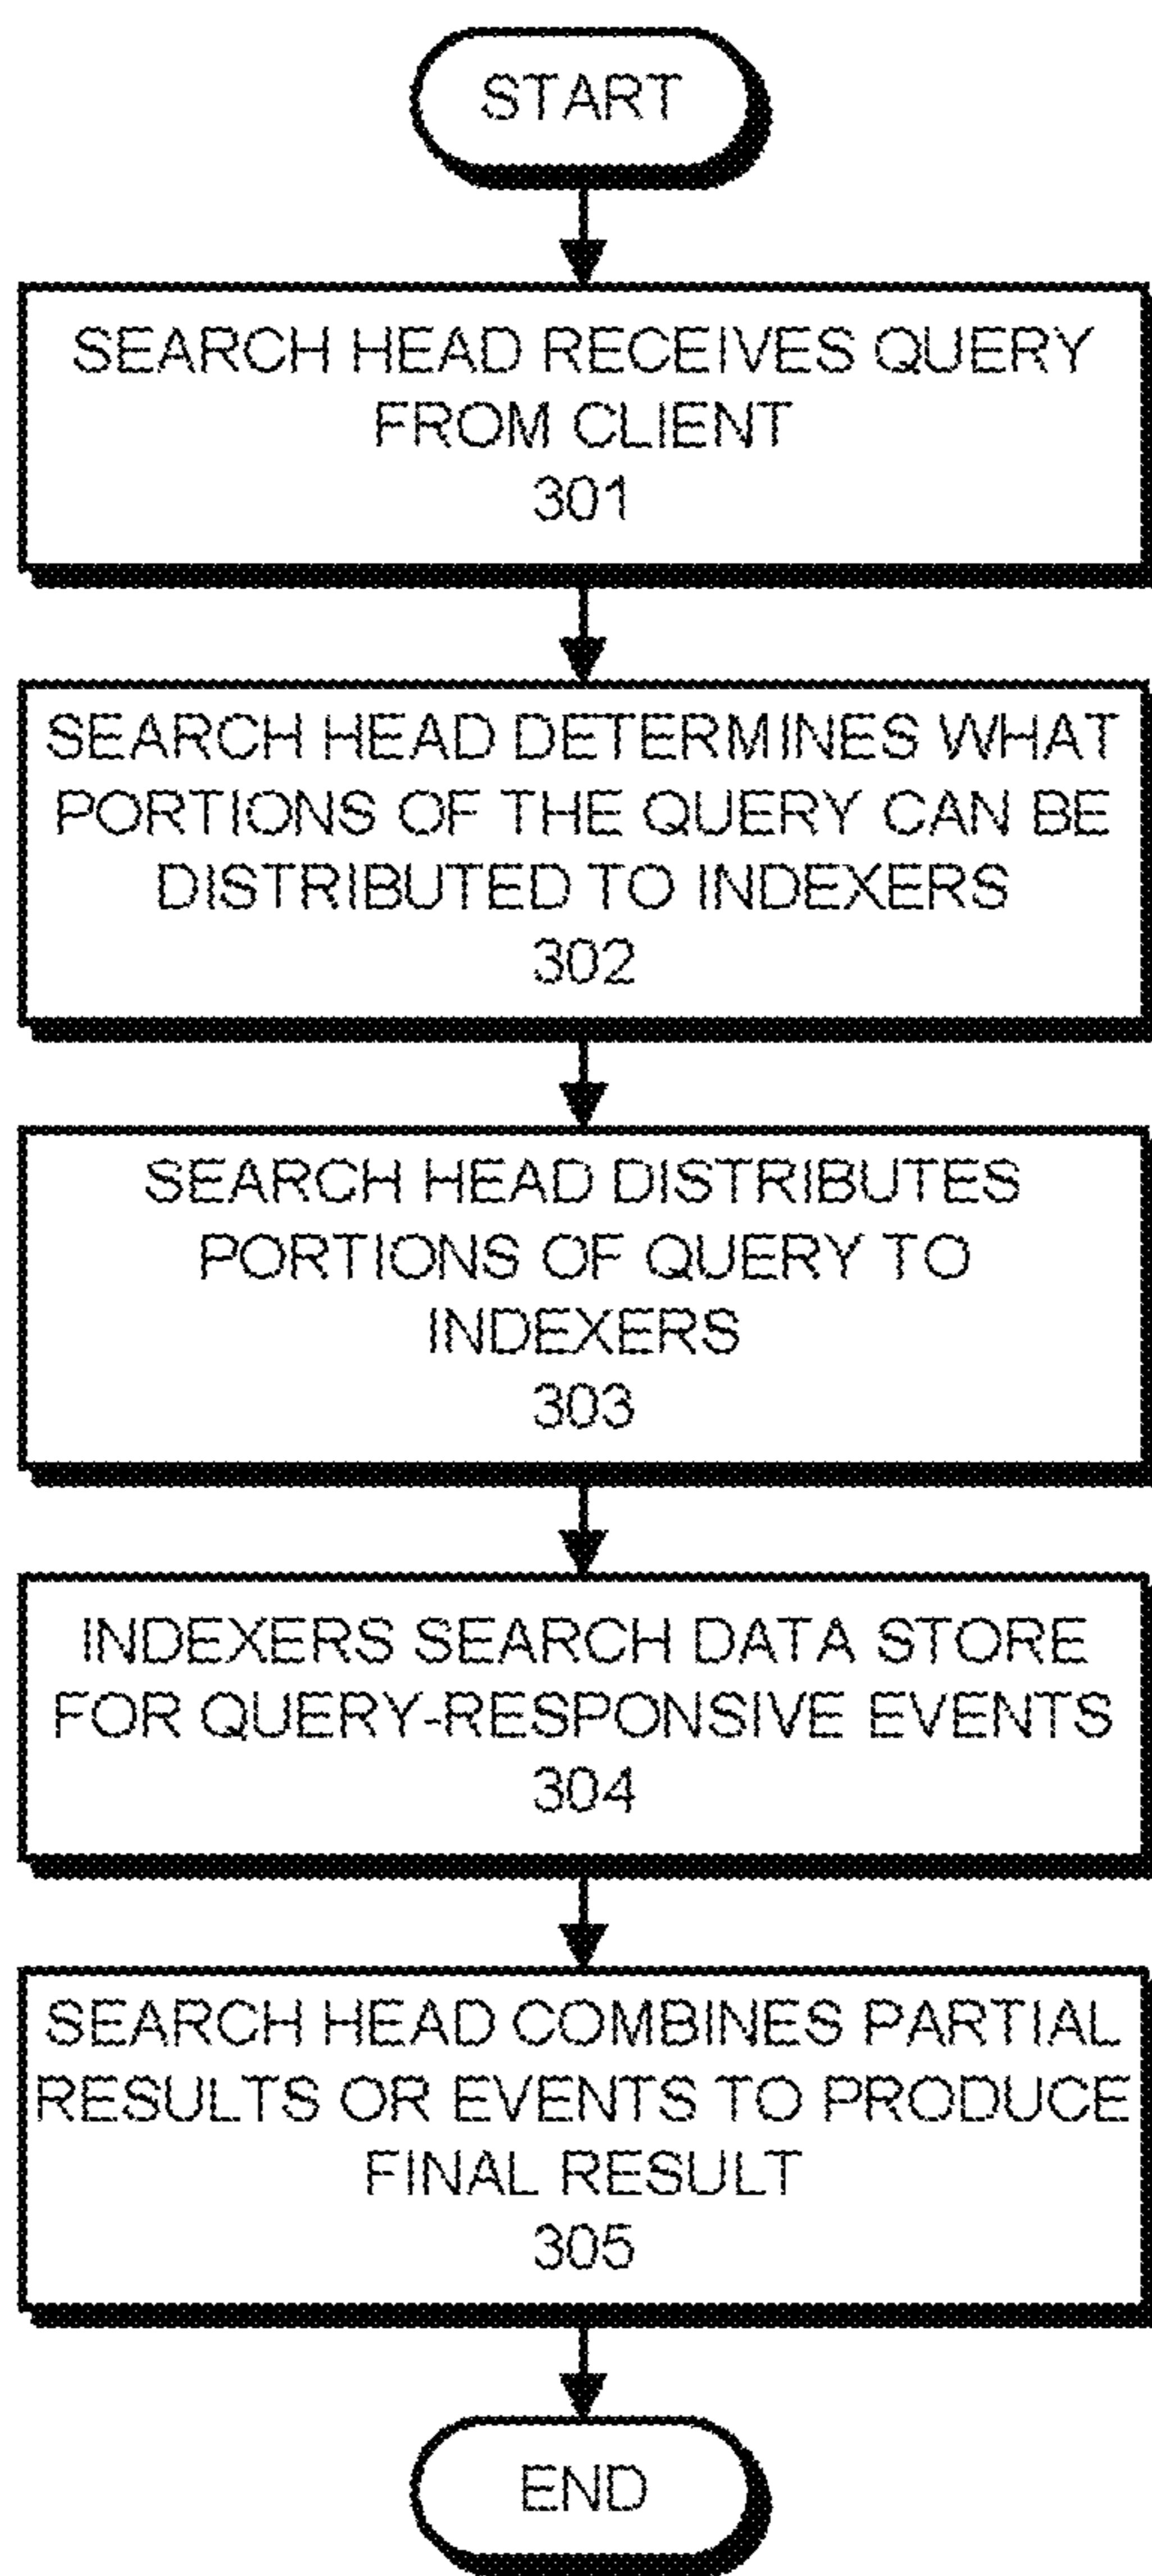 START
SEARCH HEAD RECEIVES QUERY
FROM CLIENT
301
SEARCH HEAD DETERMINES WHAT
PORTIONS OF THE QUERY CAN BE
DISTRIBUTED TO INDEXERS
302
SEARCH HEAD DISTRIBUTES
PORTIONS OF QUERY TO
INDEXERS
303
INDEXERS SEARCH DATA STORE
FOR QUERY-RESPONSIVE EVENTS
304
SEARCH HEAD COMBINES PARTIAL
RESULTS OR EVENTS TO PRODUCE
FINAL RESULT
305
END